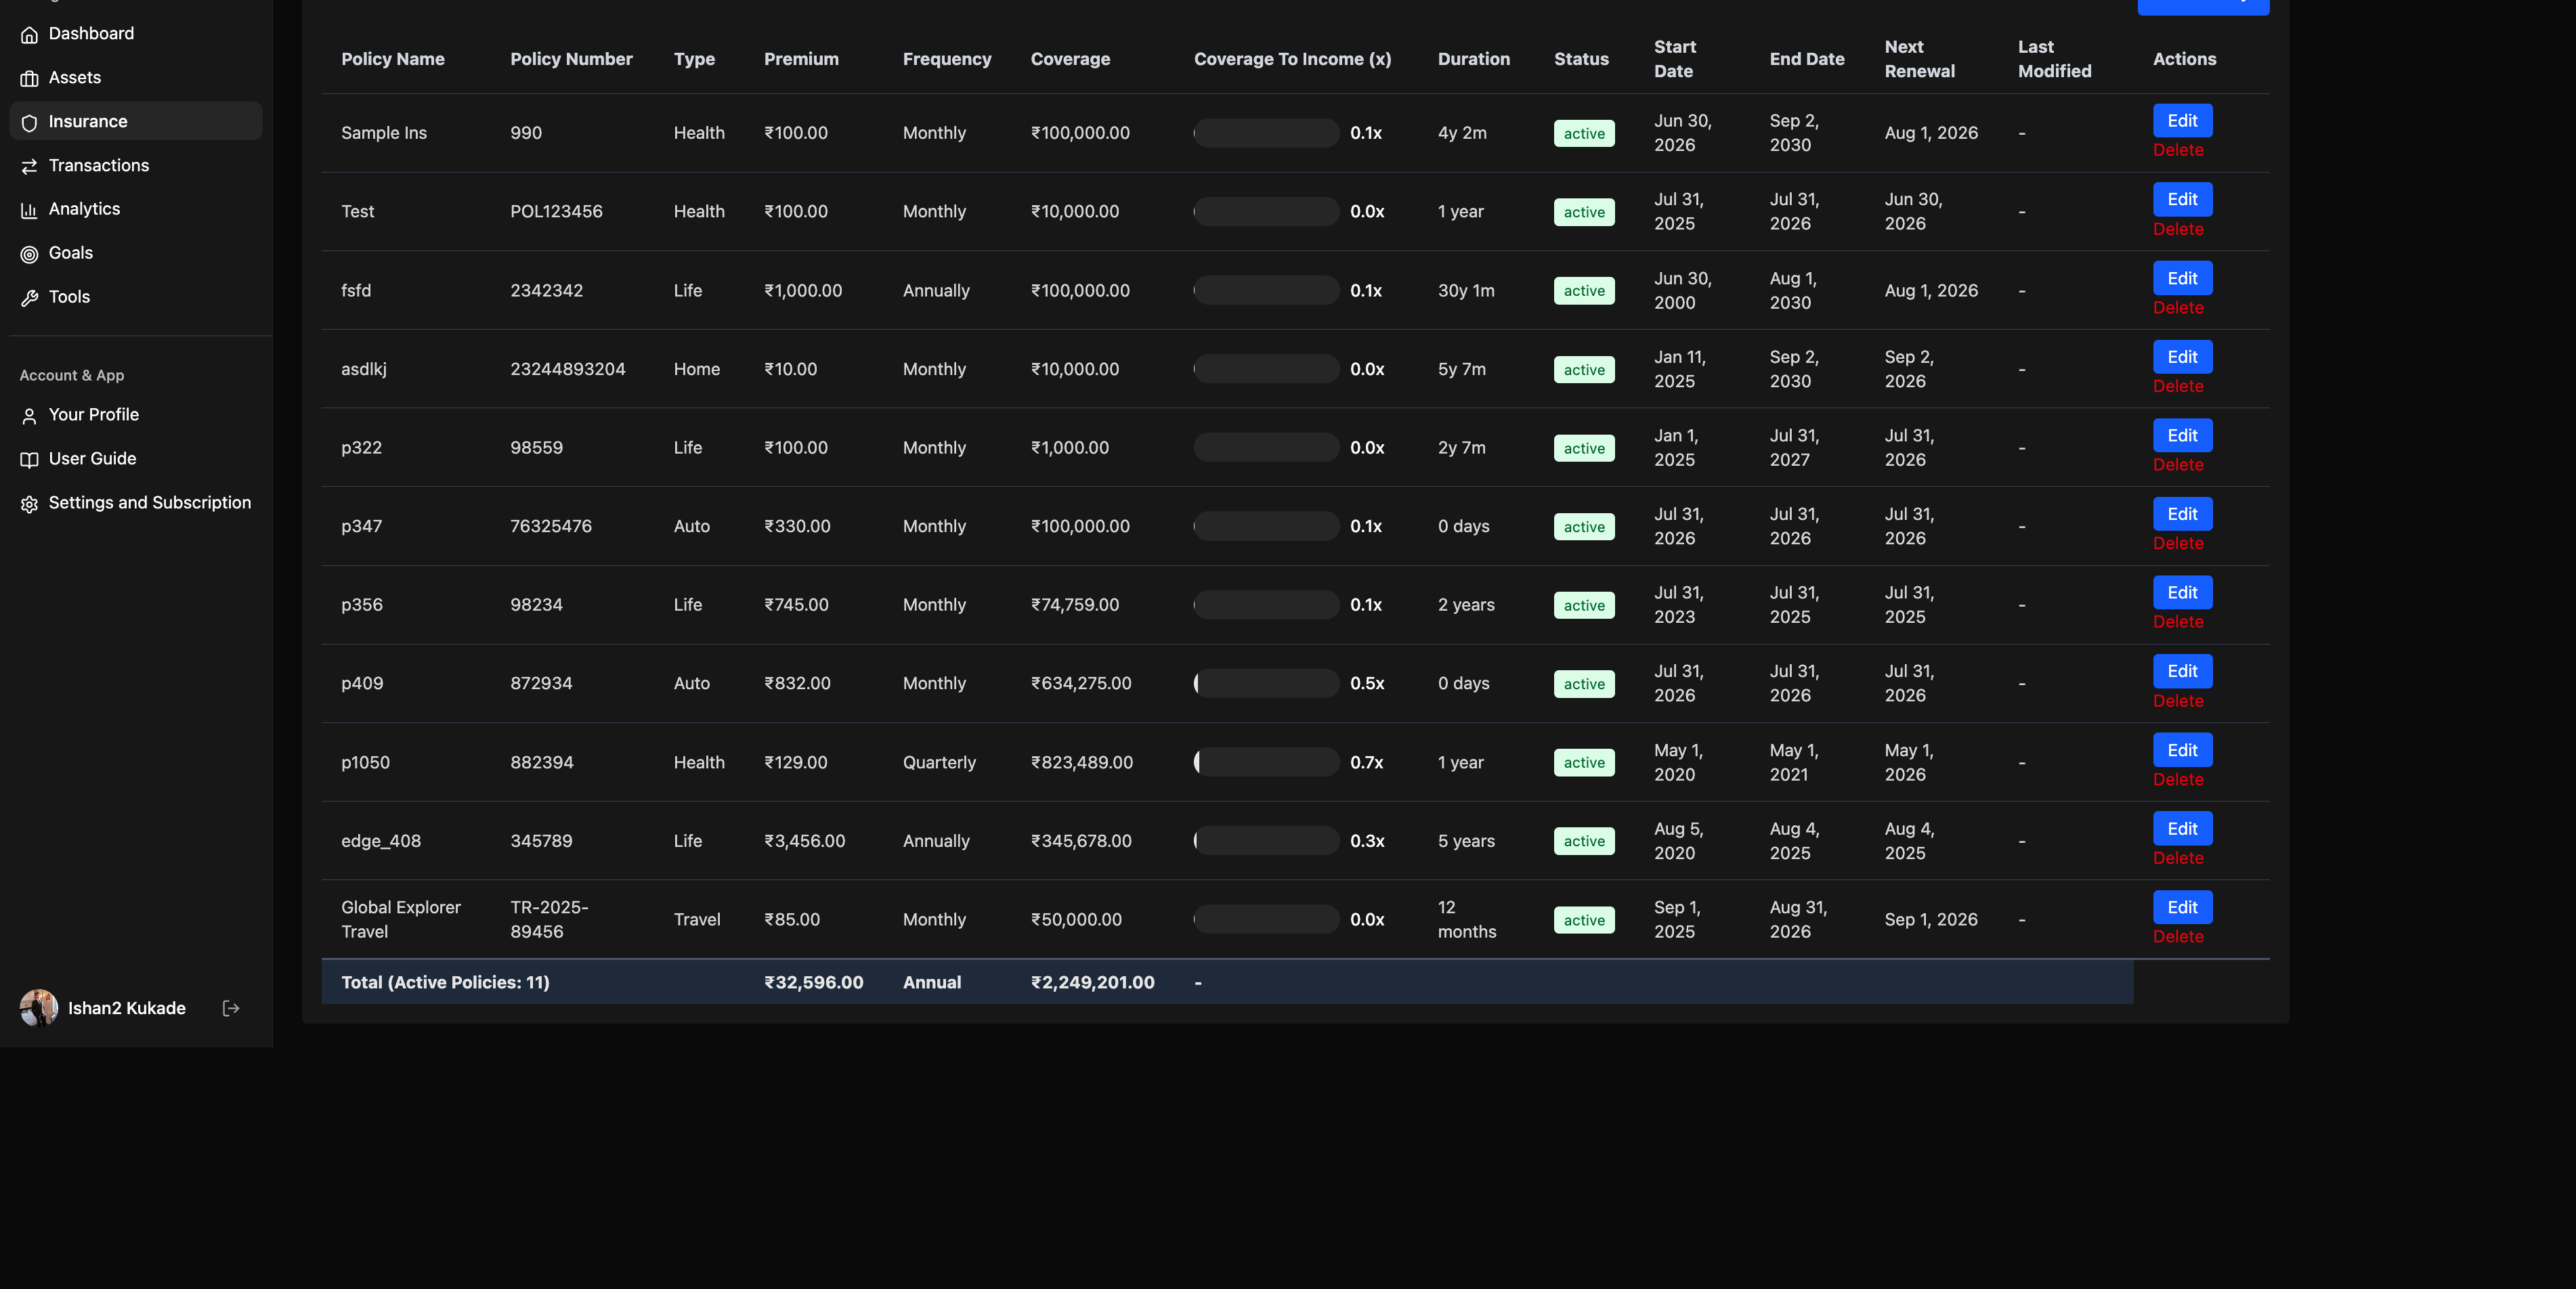 Dashboard
Assets
Insurance
Transactions
Analytics
Goals
Tools
Account & App
Your Profile
User Guide
Settings and Subscription
Ishan2 Kukade
Policy Name Policy Number Type Premium Frequency Coverage Coverage To Income (x) Duration Status Start Date End Date Next Renewal Last Modified Actions
Sample Ins 990 Health ₹100.00 Monthly ₹100,000.00 0.1x 4y 2m active Jun 30, 2026 Sep 2, 2030 Aug 1, 2026 - Edit Delete
Test POL123456 Health ₹100.00 Monthly ₹10,000.00 0.0x 1 year active Jul 31, 2025 Jul 31, 2026 Jun 30, 2026 - Edit Delete
fsfd 2342342 Life ₹1,000.00 Annually ₹100,000.00 0.1x 30y 1m active Jun 30, 2000 Aug 1, 2030 Aug 1, 2026 - Edit Delete
asdlkj 23244893204 Home ₹10.00 Monthly ₹10,000.00 0.0x 5y 7m active Jan 11, 2025 Sep 2, 2030 Sep 2, 2026 - Edit Delete
p322 98559 Life ₹100.00 Monthly ₹1,000.00 0.0x 2y 7m active Jan 1, 2025 Jul 31, 2027 Jul 31, 2026 - Edit Delete
p347 76325476 Auto ₹330.00 Monthly ₹100,000.00 0.1x 0 days active Jul 31, 2026 Jul 31, 2026 Jul 31, 2026 - Edit Delete
p356 98234 Life ₹745.00 Monthly ₹74,759.00 0.1x 2 years active Jul 31, 2023 Jul 31, 2025 Jul 31, 2025 - Edit Delete
p409 872934 Auto ₹832.00 Monthly ₹634,275.00 0.5x 0 days active Jul 31, 2026 Jul 31, 2026 Jul 31, 2026 - Edit Delete
p1050 882394 Health ₹129.00 Quarterly ₹823,489.00 0.7x 1 year active May 1, 2020 May 1, 2021 May 1, 2026 - Edit Delete
edge_408 345789 Life ₹3,456.00 Annually ₹345,678.00 0.3x 5 years active Aug 5, 2020 Aug 4, 2025 Aug 4, 2025 - Edit Delete
Global Explorer Travel TR-2025-89456 Travel ₹85.00 Monthly ₹50,000.00 0.0x 12 months active Sep 1, 2025 Aug 31, 2026 Sep 1, 2026 - Edit Delete
Total (Active Policies: 11) ₹32,596.00 Annual ₹2,249,201.00 -